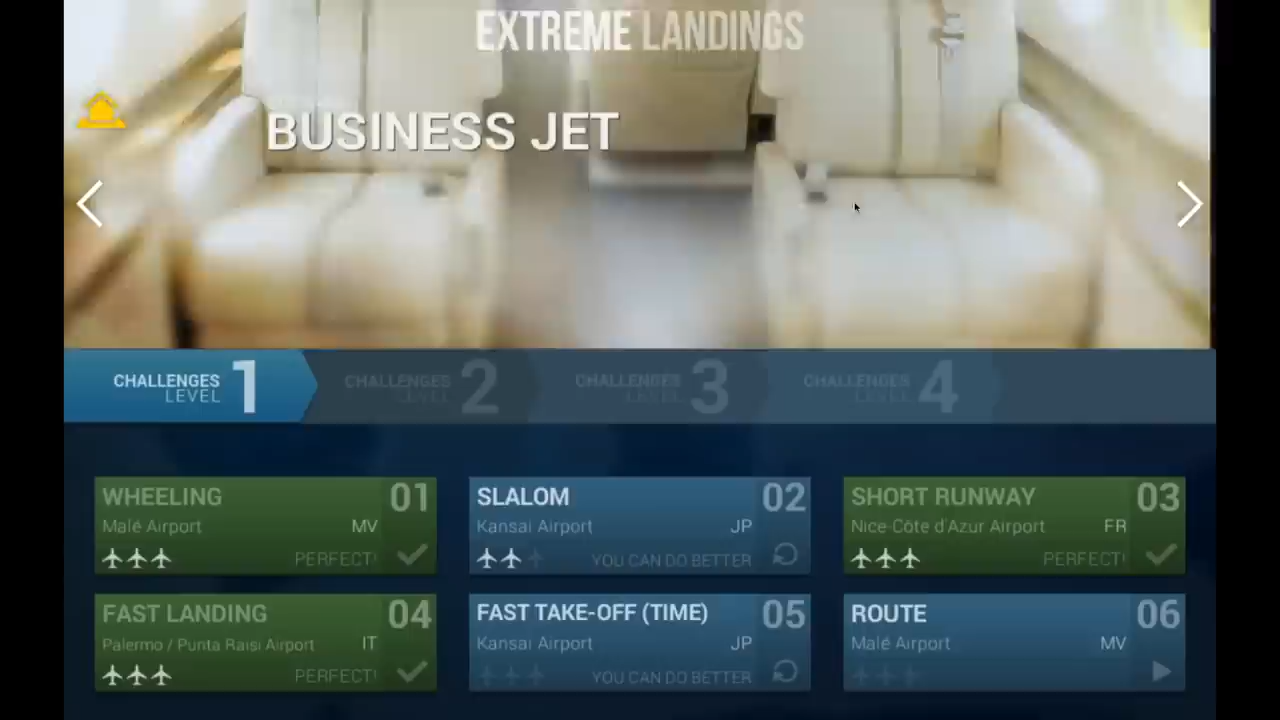 EXTREME LANDINGS
BUSINESS JET
CHALLENGES
LEVEL
1
CHALLENGES
LEVEL
2
CHALLENGES
LEVEL
3
CHALLENGES
LEVEL
4
WHEELING
01
Malé Airport
MV
PERFECT!
SLALOM
02
Kansai Airport
JP
YOU CAN DO BETTER
SHORT RUNWAY
03
Nice-Côte d'Azur Airport
FR
PERFECT!
FAST LANDING
04
Palermo / Punta Raisi Airport
IT
PERFECT!
FAST TAKE-OFF (TIME)
05
Kansai Airport
JP
YOU CAN DO BETTER
ROUTE
06
Malé Airport
MV